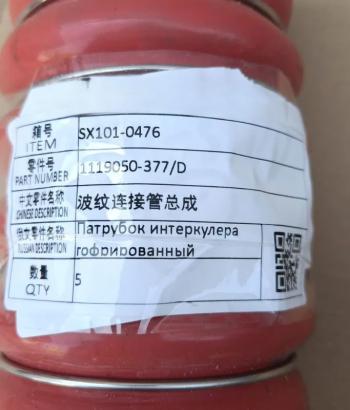 箱号 SX101-0476
ITEM
零件号 1119050-377/D
PART NUMBER
中文零件名称 波纹连接管总成
CHINESE DESCRIPTION
俄文零件名称 Патрубок интеркулера
RUSSIAN DESCRIPTION гофрированный
数量 5
QTY